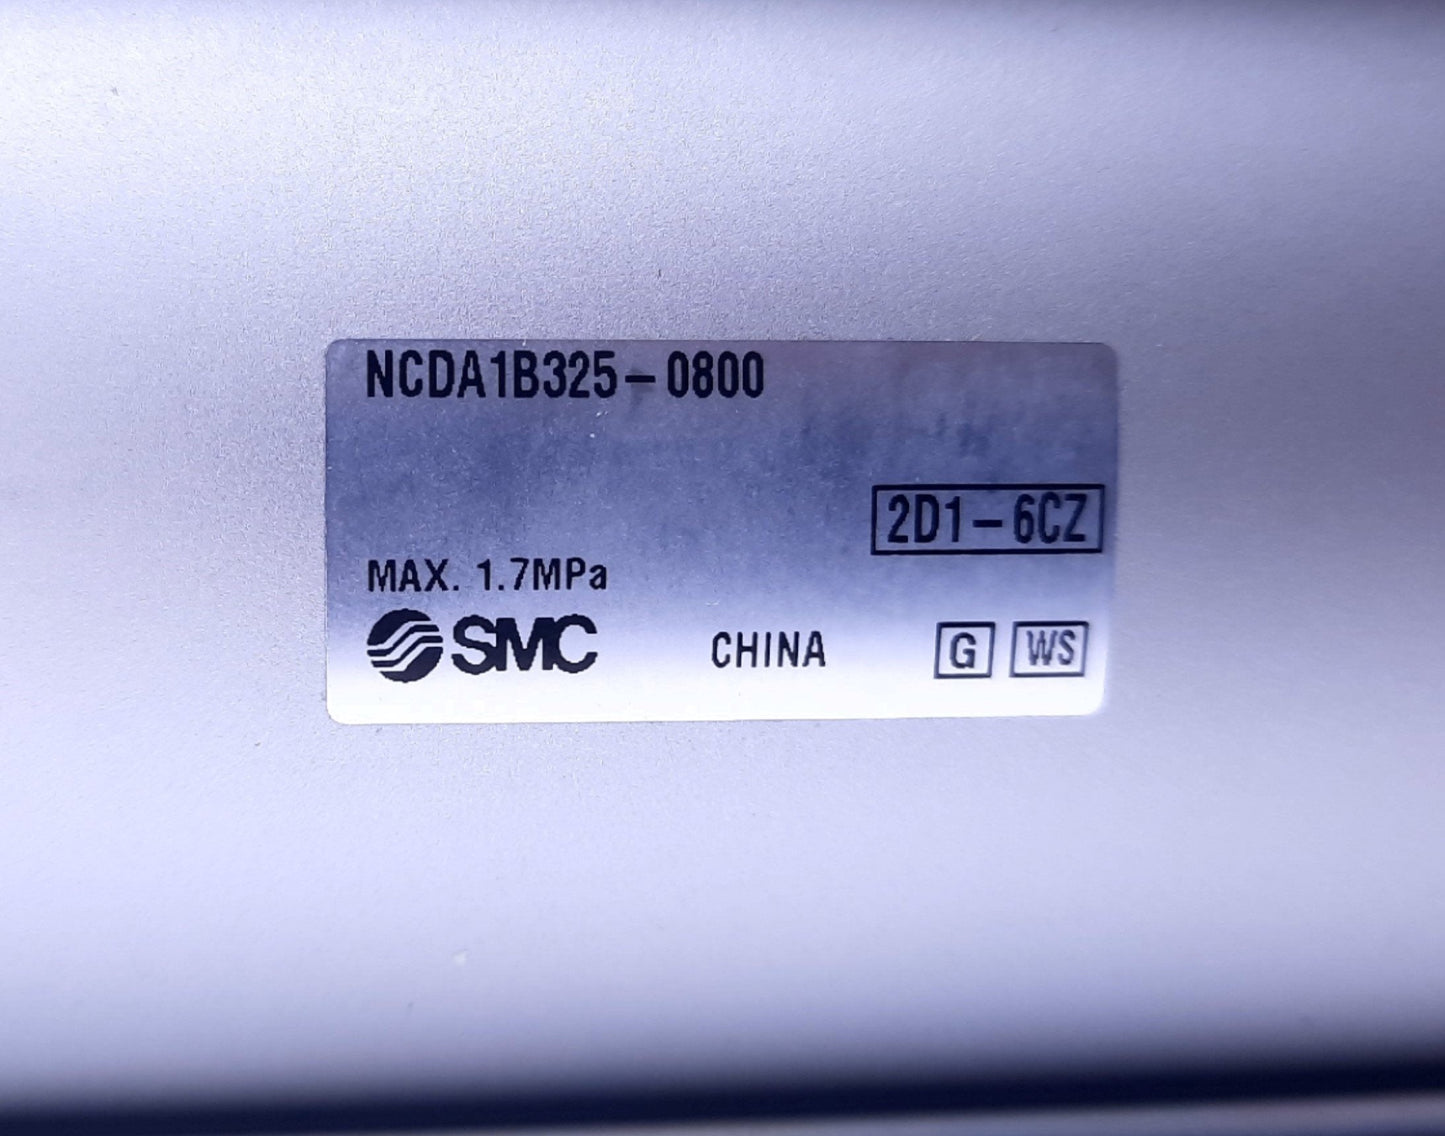 NCDA1B325-0800
2D1-6CZ
MAX. 1.7MPa
SMC CHINA G WS